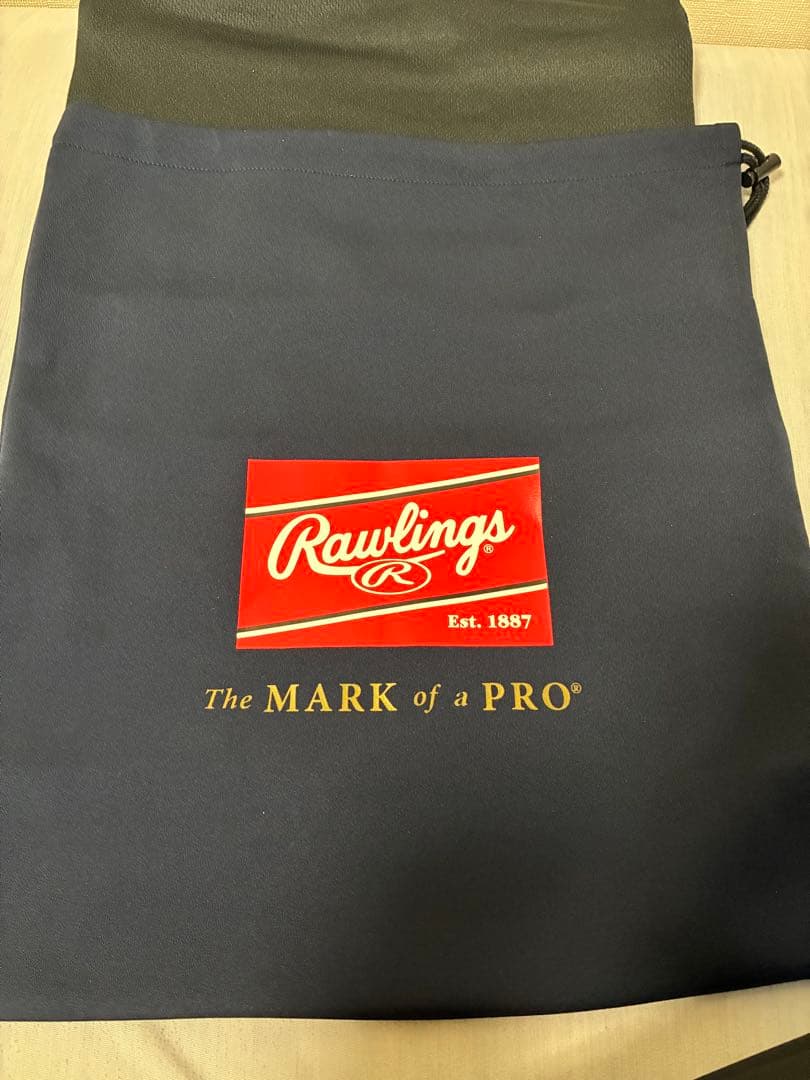 Rawlings®
R
Est. 1887
The MARK of a PRO®